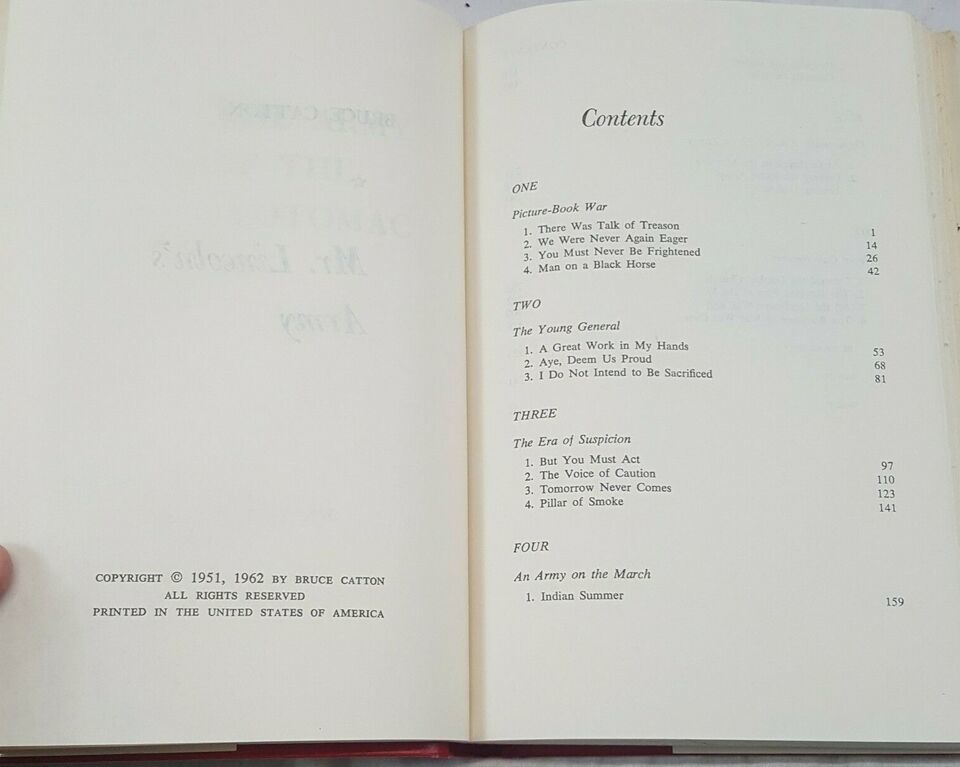 COPYRIGHT © 1951, 1962 BY BRUCE CATTON
ALL RIGHTS RESERVED
PRINTED IN THE UNITED STATES OF AMERICA
Contents
ONE
Picture-Book War
1. There Was Talk of Treason 1
2. We Were Never Again Eager 14
3. You Must Never Be Frightened 26
4. Man on a Black Horse 42
TWO
The Young General
1. A Great Work in My Hands 53
2. Aye, Deem Us Proud 68
3. I Do Not Intend to Be Sacrificed 81
THREE
The Era of Suspicion
1. But You Must Act 97
2. The Voice of Caution 110
3. Tomorrow Never Comes 123
4. Pillar of Smoke 141
FOUR
An Army on the March
1. Indian Summer 159